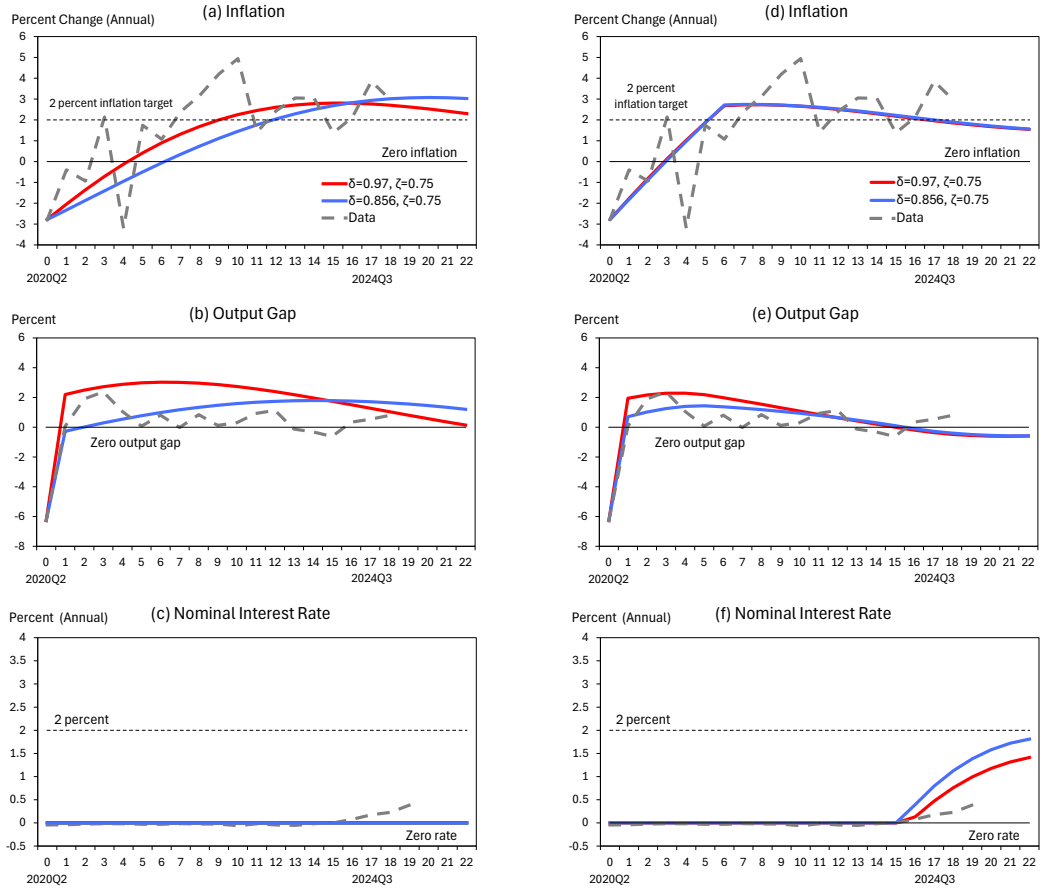 (a) Inflation
Percent Change (Annual)
6
5
4
3
2 percent inflation target
2
1
Zero inflation
0
-1
δ=0.97, ζ=0.75
-2
δ=0.856, ζ=0.75
-3
Data
-4
0 1 2 3 4 5 6 7 8 9 10 11 12 13 14 15 16 17 18 19 20 21 22
2020Q2 2024Q3
(d) Inflation
Percent Change (Annual)
6
5
4
3
2 percent
inflation target
2
1
Zero inflation
0
-1
δ=0.97, ζ=0.75
-2
δ=0.856, ζ=0.75
-3
Data
-4
0 1 2 3 4 5 6 7 8 9 10 11 12 13 14 15 16 17 18 19 20 21 22
2020Q2 2024Q3
(b) Output Gap
Percent
6
4
2
0
Zero output gap
-2
-4
-6
-8
0 1 2 3 4 5 6 7 8 9 10 11 12 13 14 15 16 17 18 19 20 21 22
2020Q2 2024Q3
(e) Output Gap
Percent
6
4
2
0
Zero output gap
-2
-4
-6
-8
0 1 2 3 4 5 6 7 8 9 10 11 12 13 14 15 16 17 18 19 20 21 22
2020Q2 2024Q3
(c) Nominal Interest Rate
Percent (Annual)
4
3.5
3
2.5
2 percent
2
1.5
1
0.5
0
Zero rate
-0.5
0 1 2 3 4 5 6 7 8 9 10 11 12 13 14 15 16 17 18 19 20 21 22
2020Q2 2024Q3
(f) Nominal Interest Rate
Percent (Annual)
4
3.5
3
2.5
2 percent
2
1.5
1
0.5
0
Zero rate
-0.5
0 1 2 3 4 5 6 7 8 9 10 11 12 13 14 15 16 17 18 19 20 21 22
2020Q2 2024Q3